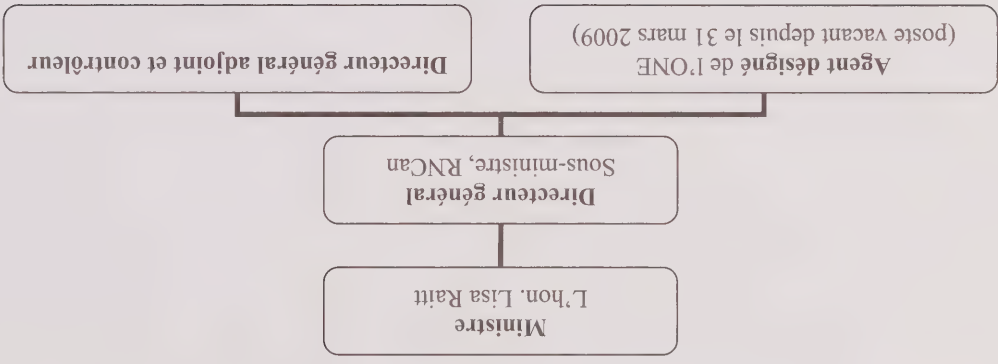 Ministre
L'hon. Lisa Raitt
Directeur général
Sous-ministre, RNCan
Agent désigné de l'ONE
(poste vacant depuis le 31 mars 2009)
Directeur général adjoint et contrôleur